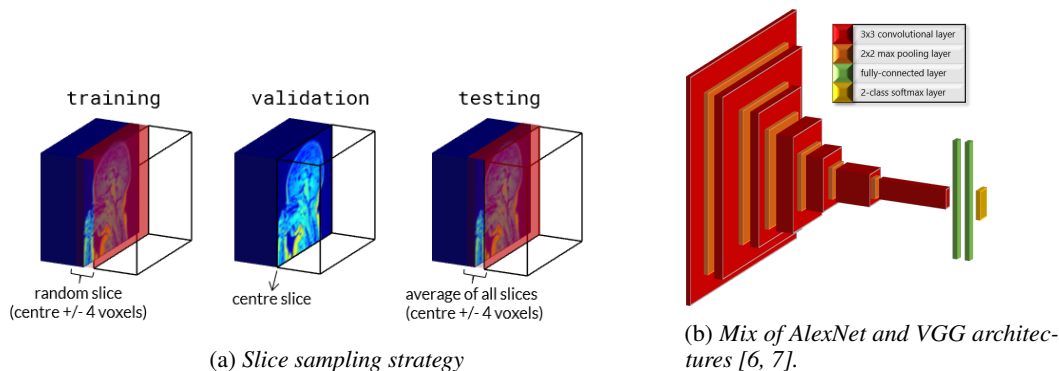 training
validation
testing
random slice
(centre +/- 4 voxels)
centre slice
average of all slices
(centre +/- 4 voxels)
(a) Slice sampling strategy
3x3 convolutional layer
2x2 max pooling layer
fully-connected layer
2-class softmax layer
(b) Mix of AlexNet and VGG architec-
tures [6, 7].